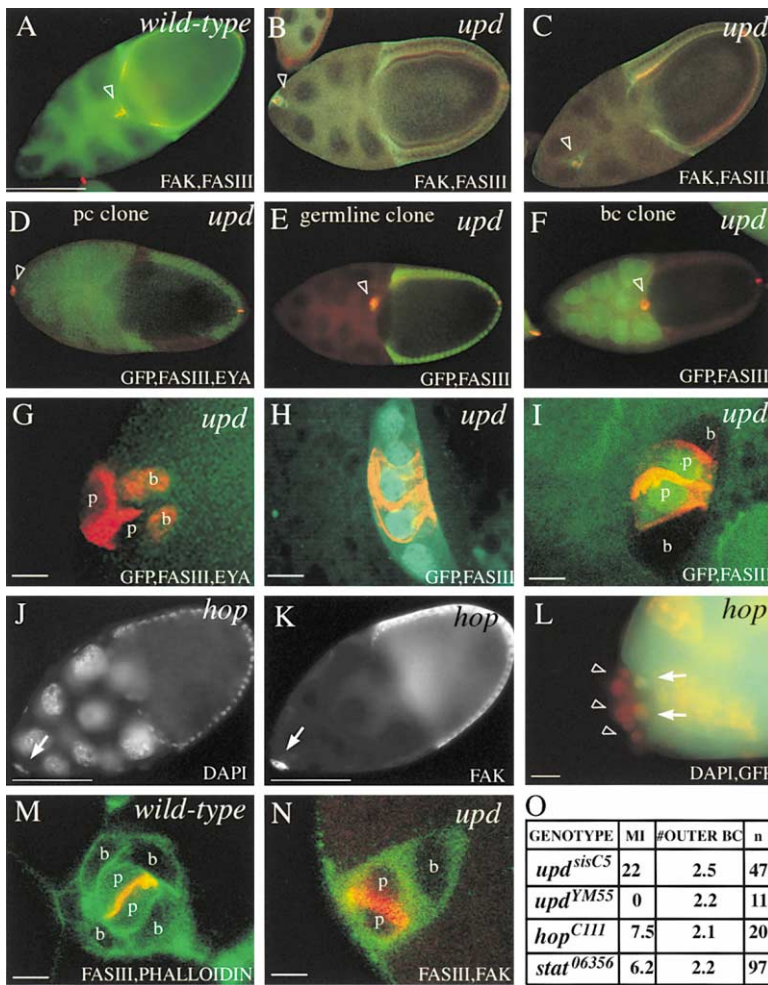 A wild-type
FAK,FASIII
B upd
FAK,FASIII
C upd
FAK,FASIII
D pc clone upd
GFP,FASIII,EYA
E germline clone upd
GFP,FASIII
F bc clone upd
GFP,FASIII
G upd
p b
p b
GFP,FASIII,EYA
H upd
GFP,FASIII
I upd
b
p
p
b
GFP,FASIII
J hop
DAPI
K hop
FAK
L hop
DAPI,GFP
M wild-type
b b
p
p
b b
FASIII,PHALLOIDIN
N upd
b
p
p
FASIII,FAK
O
GENOTYPE MI #OUTER BC n
upd sisC5 22 2.5 47
upd YM55 0 2.2 11
hop C111 7.5 2.1 20
stat 06356 6.2 2.2 97